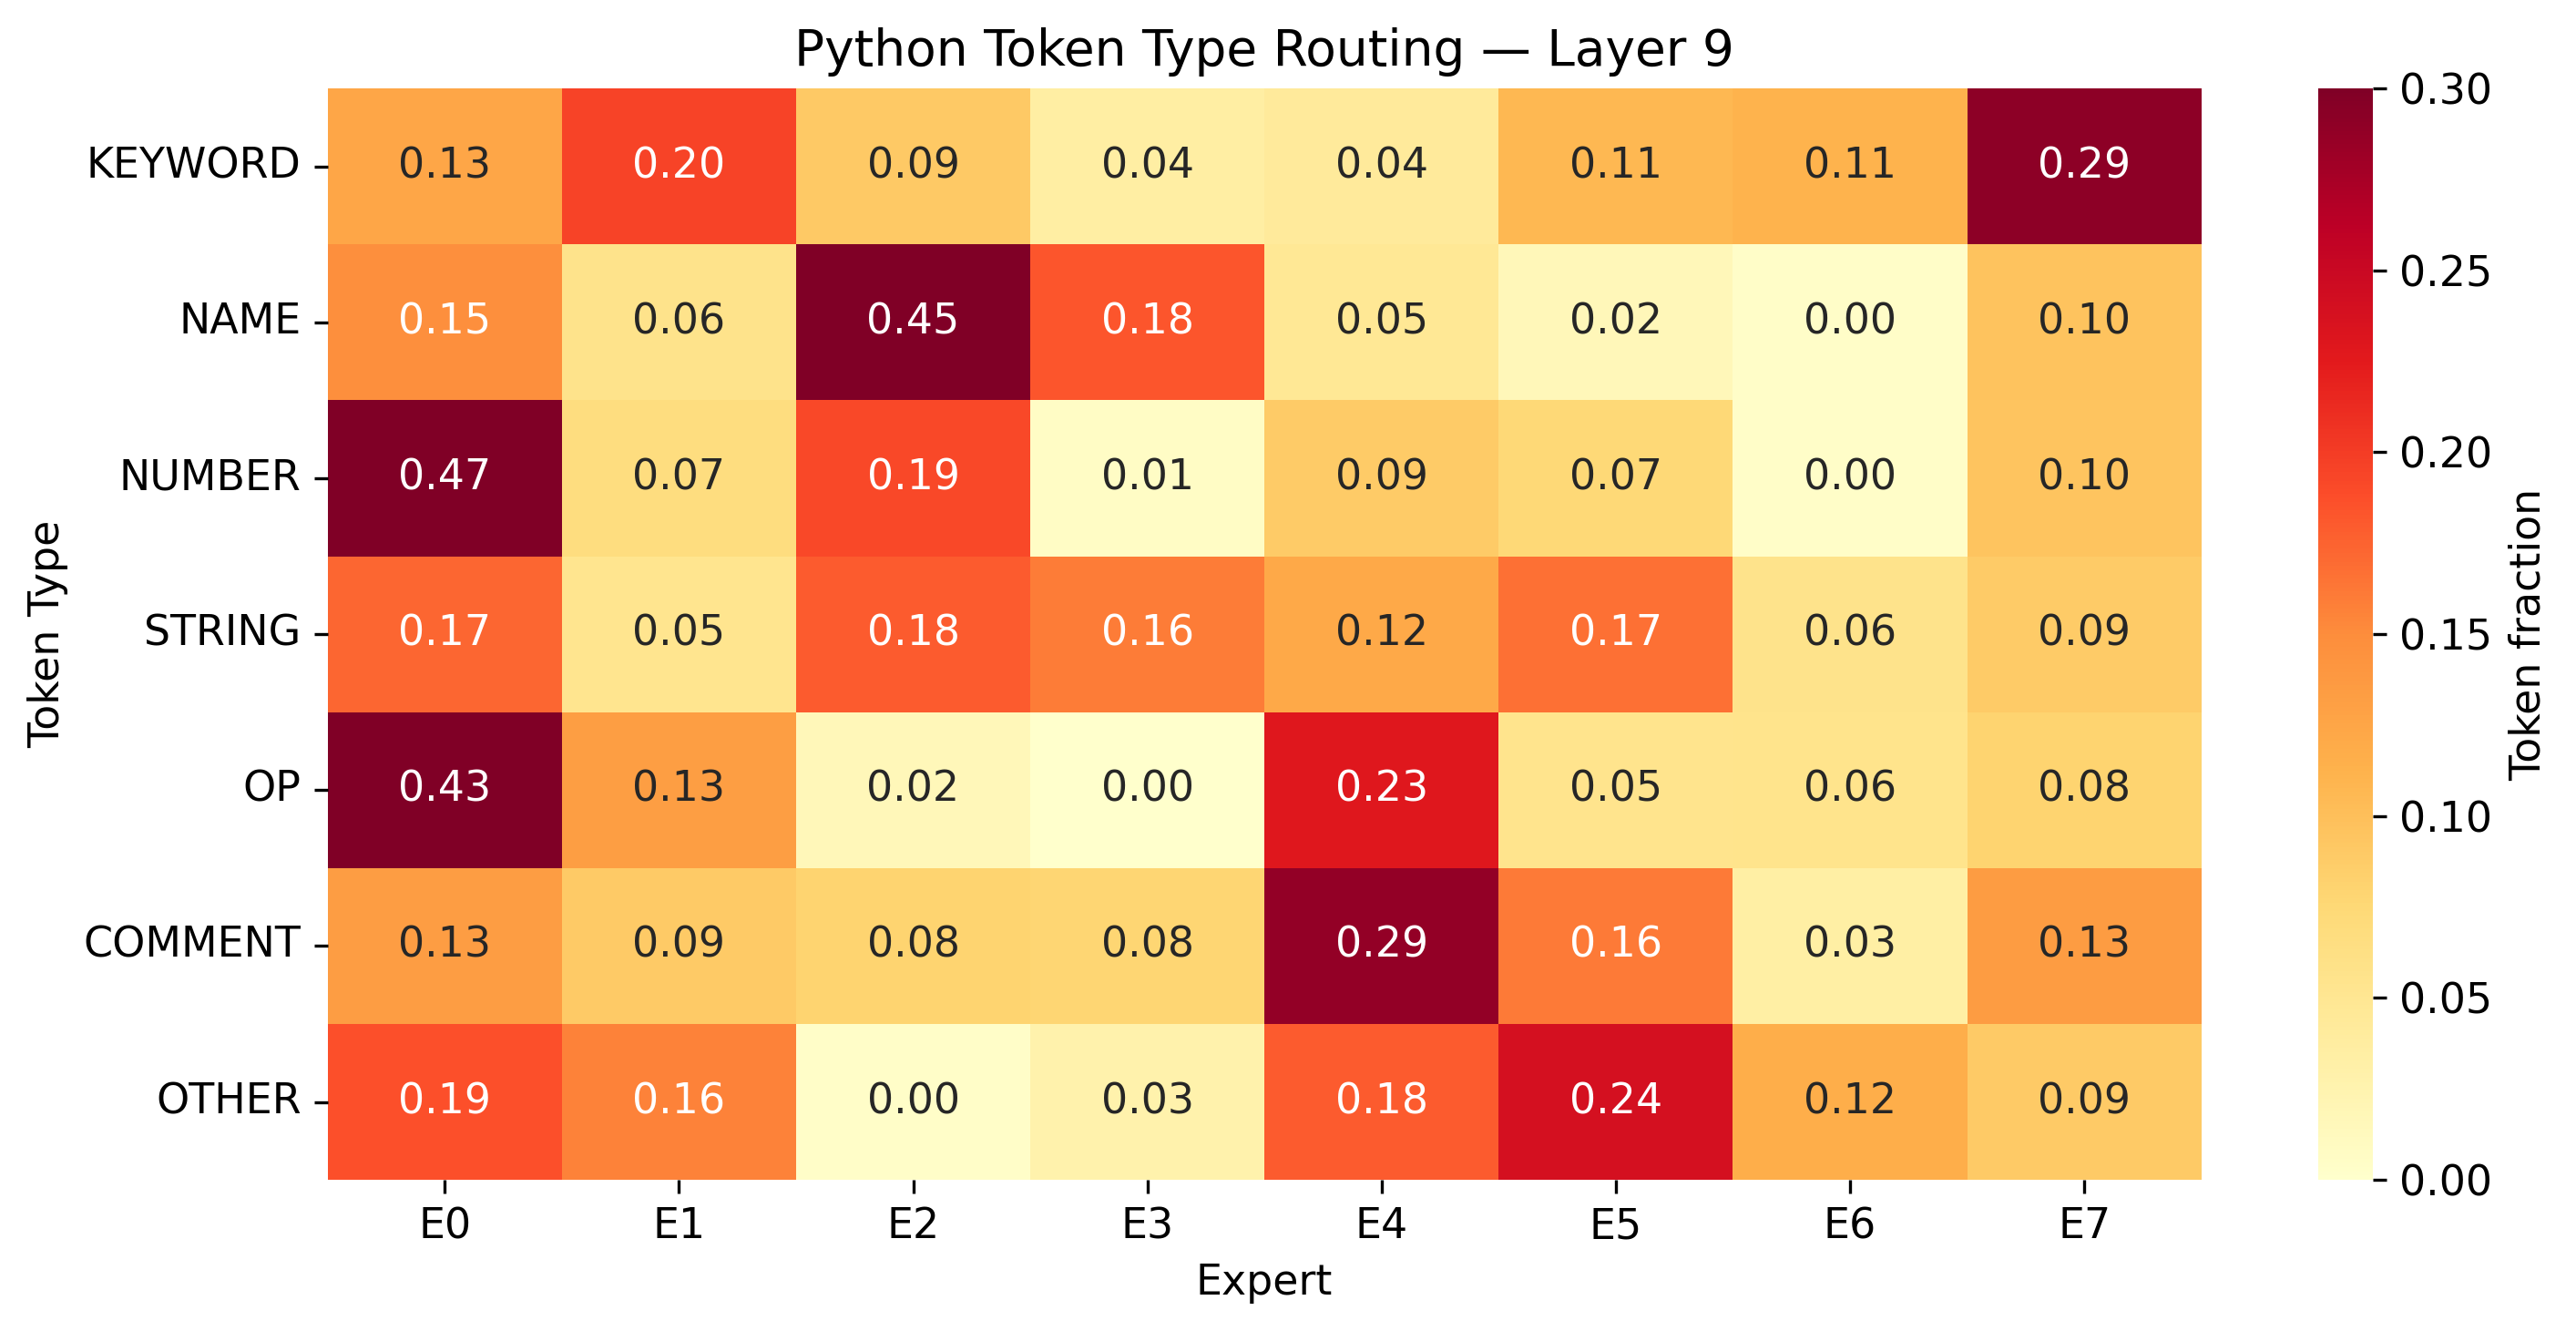 Python Token Type Routing — Layer 9
KEYWORD 0.13 0.20 0.09 0.04 0.04 0.11 0.11 0.29
NAME 0.15 0.06 0.45 0.18 0.05 0.02 0.00 0.10
NUMBER 0.47 0.07 0.19 0.01 0.09 0.07 0.00 0.10
STRING 0.17 0.05 0.18 0.16 0.12 0.17 0.06 0.09
OP 0.43 0.13 0.02 0.00 0.23 0.05 0.06 0.08
COMMENT 0.13 0.09 0.08 0.08 0.29 0.16 0.03 0.13
OTHER 0.19 0.16 0.00 0.03 0.18 0.24 0.12 0.09
E0 E1 E2 E3 E4 E5 E6 E7
Expert
Token Type
0.30
0.25
0.20
0.15
0.10
0.05
0.00
Token fraction